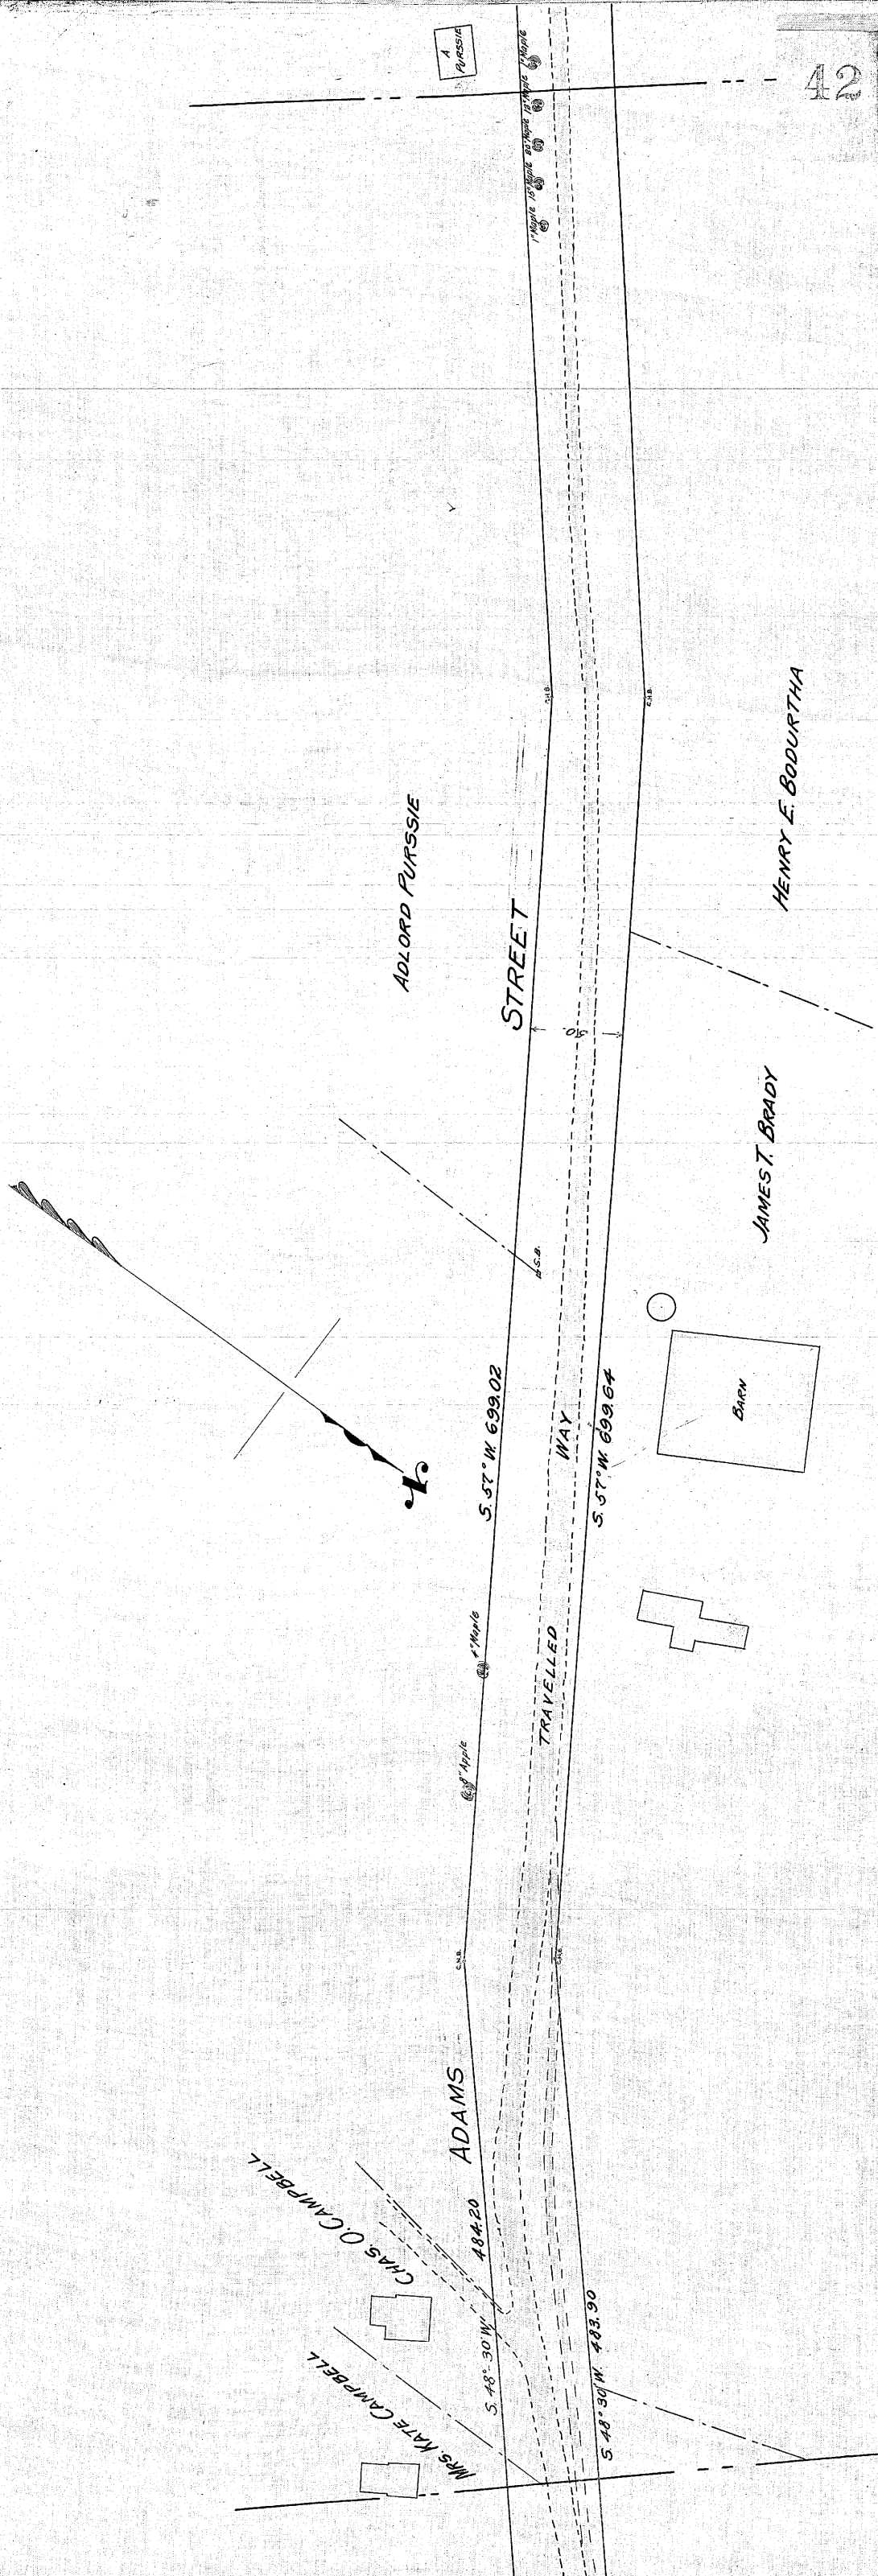 42
A
PURSSIE
1" Maple
12" Maple
20" Maple
15" Maple
1" Maple
C.H.B.
C.H.B.
HENRY E. BODURTHA
ADLORD PURSSIE
STREET
50.
JAMES T. BRADY
S.B.
S. 57° W. 699.02
WAY
S. 57° W. 699.64
BARN
4" Maple
TRAVELLED
8" Apple
C.H.B.
C.H.B.
ADAMS
CHAS. O. CAMPBELL
484.20
S. 48° 30' W.
S. 48° 30' W. 483.90
MRS. KATE CAMPBELL